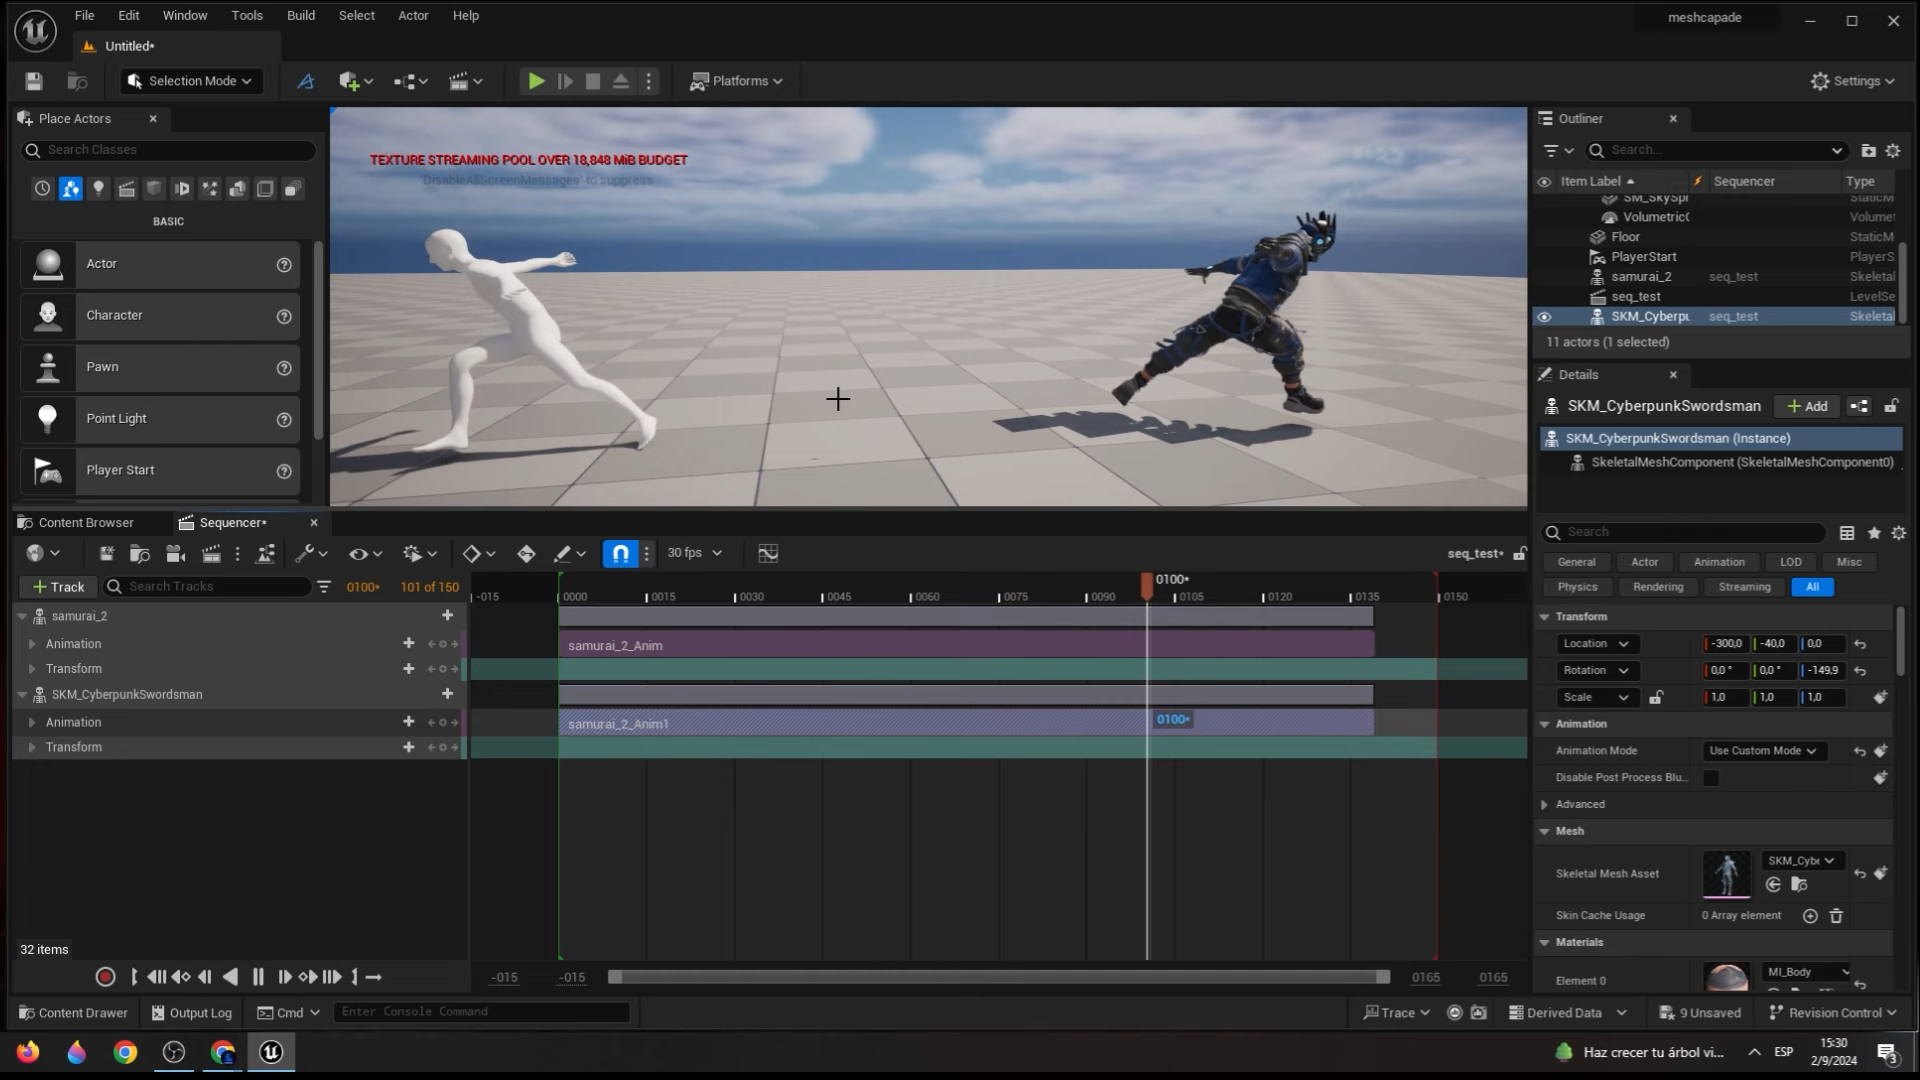 File Edit Window Tools Build Select Actor Help
meshcapade
Untitled*
Selection Mode
Platforms
Settings
Place Actors
Search Classes
BASIC
Actor
Character
Pawn
Point Light
Player Start
TEXTURE STREAMING POOL OVER 18,848 MiB BUDGET
'DisableAllScreenMessages' to suppress
Outliner
Search...
Item Label Sequencer Type
SM_SkySpl StaticM
Volumetric( Volumet
Floor StaticM
PlayerStart PlayerS
samurai_2 seq_test Skeletal
seq_test LevelSe
SKM_Cyberpu seq_test Skeletal
11 actors (1 selected)
Details
SKM_CyberpunkSwordsman Add
SKM_CyberpunkSwordsman (Instance)
SkeletalMeshComponent (SkeletalMeshComponent0)
Search
General Actor Animation LOD Misc
Physics Rendering Streaming All
Transform
Location -300,0 -40,0 0,0
Rotation 0,0 ° 0,0 ° -149,9
Scale 1,0 1,0 1,0
Animation
Animation Mode Use Custom Mode
Disable Post Process Blu...
Advanced
Mesh
Skeletal Mesh Asset SKM_Cybe
Skin Cache Usage 0 Array element
Materials
Element 0 MI_Body
Content Browser Sequencer*
30 fps seq_test*
Track Search Tracks 0100* 101 of 150
0100*
-015 0000 0015 0030 0045 0060 0075 0090 0105 0120 0135 0150
samurai_2
Animation samurai_2_Anim
Transform
SKM_CyberpunkSwordsman
Animation samurai_2_Anim1 0100*
Transform
32 items
-015 -015 0165 0165
Content Drawer Output Log Cmd Enter Console Command
Trace Derived Data 9 Unsaved Revision Control
Haz crecer tu árbol vi... ESP
15:30
2/9/2024
3